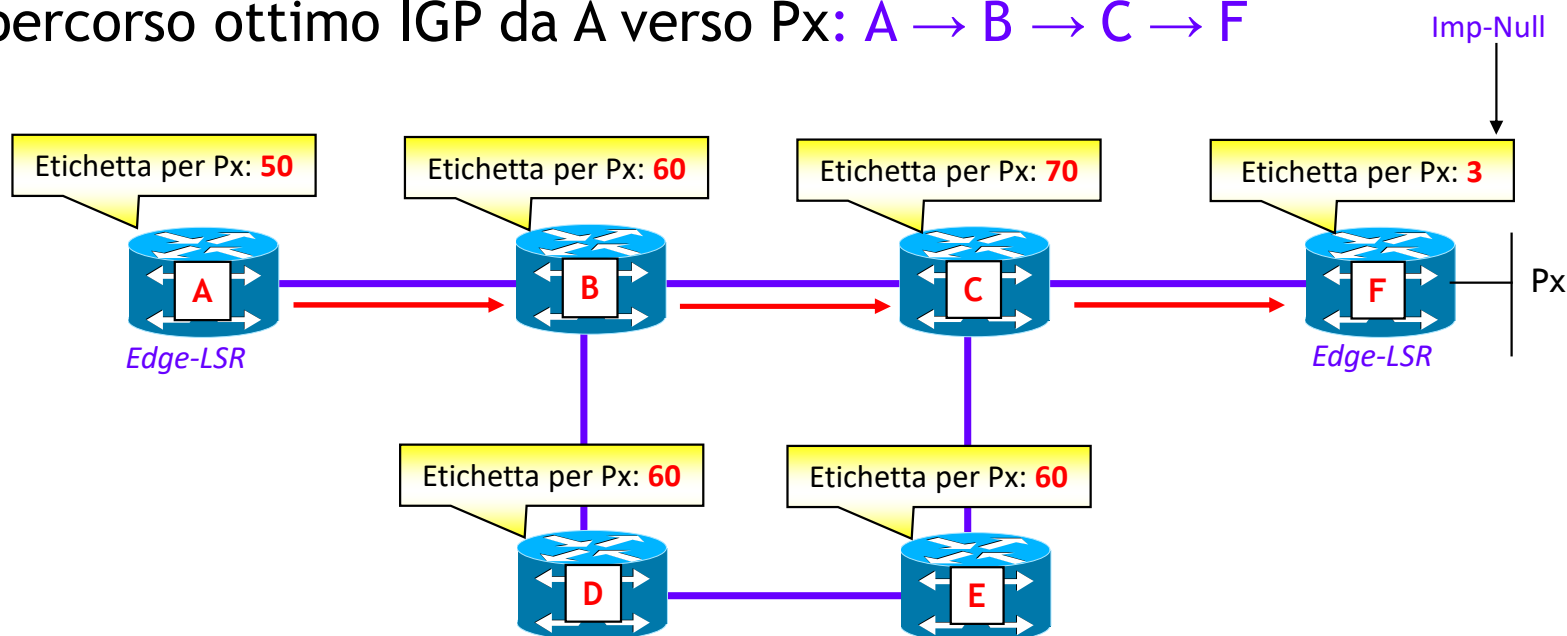 percorso ottimo IGP da A verso Px: A → B → C → F
Imp-Null
Etichetta per Px: 50
Etichetta per Px: 60
Etichetta per Px: 70
Etichetta per Px: 3
A
B
C
F
Px
Edge-LSR
Edge-LSR
Etichetta per Px: 60
Etichetta per Px: 60
D
E